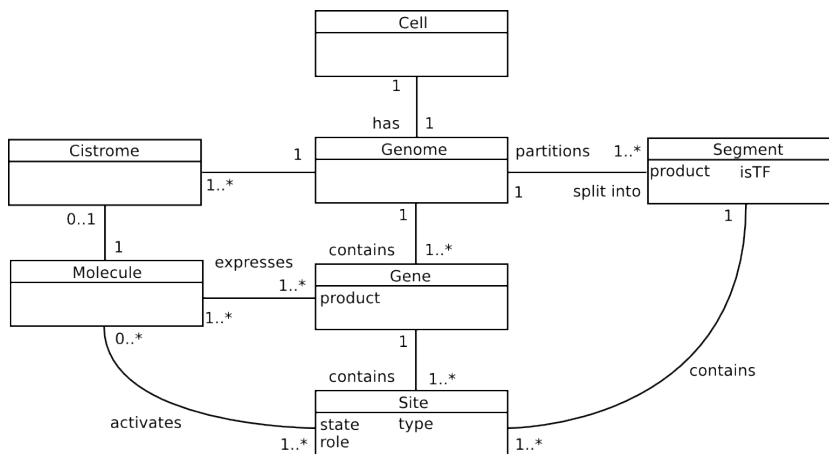 Cell
1
has 1
Cistrome
1
Genome
partitions 1..*
Segment
product isTF
1..*
1
split into
0..1
1
1
1
contains 1..*
Molecule
expresses
1..*
Gene
product
1..*
0..*
1
contains 1..*
contains
Site
state type
role
activates
1..*
1..*